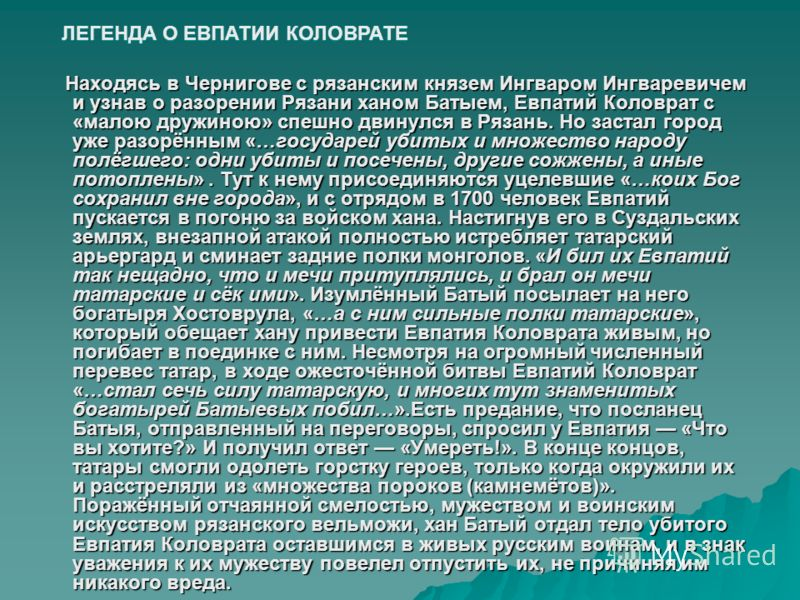 ЛЕГЕНДА О ЕВПАТИИ КОЛОВРАТЕ
Находясь в Чернигове с рязанским князем Ингваром Ингваревичем
и узнав о разорении Рязани ханом Батыем, Евпатий Коловрат с
«малою дружиною» спешно двинулся в Рязань. Но застал город
уже разорённым «…государей убитых и множество народу
полёгшего: одни убиты и посечены, другие сожжены, а иные
потоплены» . Тут к нему присоединяются уцелевшие «…коих Бог
сохранил вне города», и с отрядом в 1700 человек Евпатий
пускается в погоню за войском хана. Настигнув его в Суздальских
землях, внезапной атакой полностью истребляет татарский
арьергард и сминает задние полки монголов. «И бил их Евпатий
так нещадно, что и мечи притуплялись, и брал он мечи
татарские и сёк ими». Изумлённый Батый посылает на него
богатыря Хостоврула, «…а с ним сильные полки татарские»,
который обещает хану привести Евпатия Коловрата живым, но
погибает в поединке с ним. Несмотря на огромный численный
перевес татар, в ходе ожесточённой битвы Евпатий Коловрат
«…стал сечь силу татарскую, и многих тут знаменитых
богатырей Батыевых побил…».Есть предание, что посланец
Батыя, отправленный на переговоры, спросил у Евпатия — «Что
вы хотите?» И получил ответ — «Умереть!». В конце концов,
татары смогли одолеть горстку героев, только когда окружили их
и расстреляли из «множества пороков (камнемётов)».
Поражённый отчаянной смелостью, мужеством и воинским
искусством рязанского вельможи, хан Батый отдал тело убитого
Евпатия Коловрата оставшимся в живых русским воинам, и в знак
уважения к их мужеству повелел отпустить их, не причиняя им
никакого вреда.
MyShared